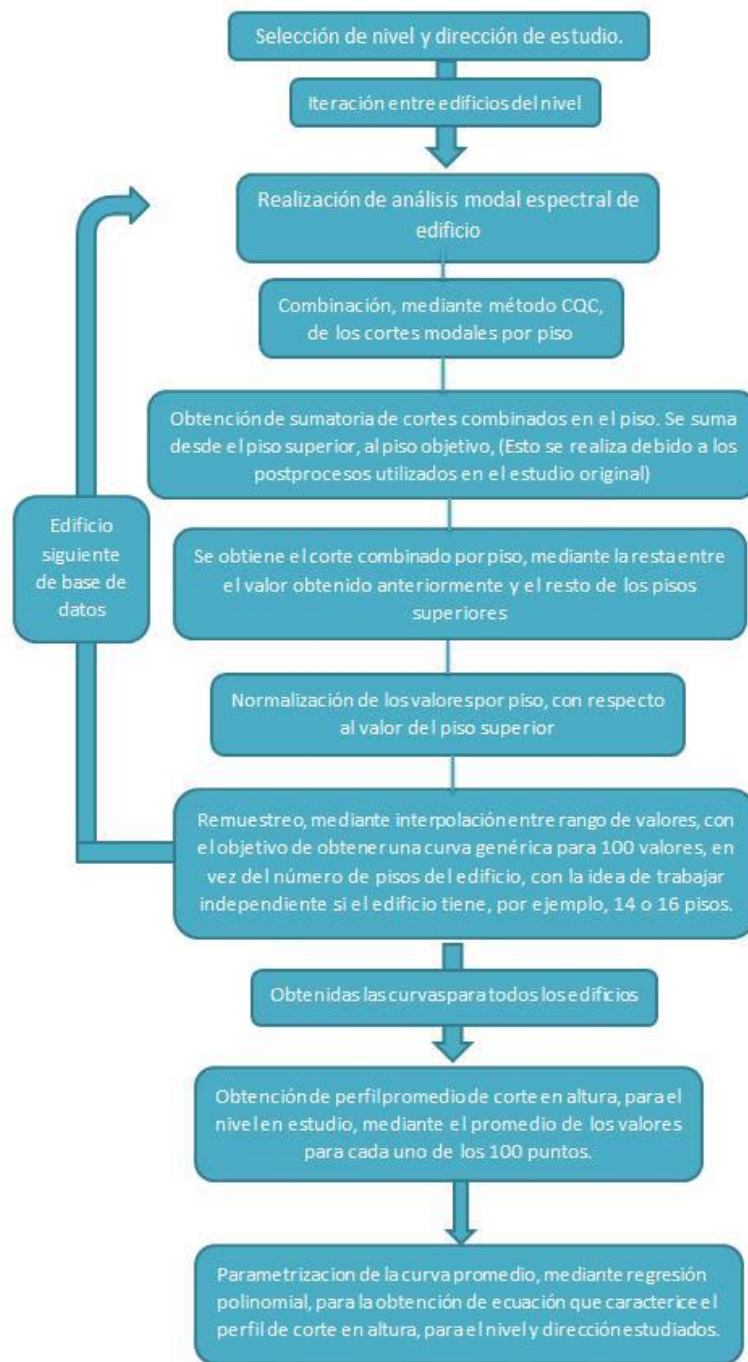 Selección de nivel y dirección de estudio.
Iteración entre edificios del nivel
Realización de análisis modal espectral de
edificio
Combinación, mediante método CQC,
de los cortes modales por piso
Obtención de sumatoria de cortes combinados en el piso. Se suma
desde el piso superior, al piso objetivo, (Esto se realiza debido a los
postprocesos utilizados en el estudio original)
Edificio
siguiente
de base de
datos
Se obtiene el corte combinado por piso, mediante la resta entre
el valor obtenido anteriormente y el resto de los pisos
superiores
Normalización de los valores por piso, con respecto
al valor del piso superior
Remuestreo, mediante interpolación entre rango de valores, con
el objetivo de obtener una curva genérica para 100 valores, en
vez del número de pisos del edificio, con la idea de trabajar
independiente si el edificio tiene, por ejemplo, 14 o 16 pisos.
Obtenidas las curvas para todos los edificios
Obtención de perfil promedio de corte en altura, para el
nivel en estudio, mediante el promedio de los valores
para cada uno de los 100 puntos.
Parametrizacion de la curva promedio, mediante regresión
polinomial, para la obtención de ecuación que caracterice el
perfil de corte en altura, para el nivel y dirección estudiados.